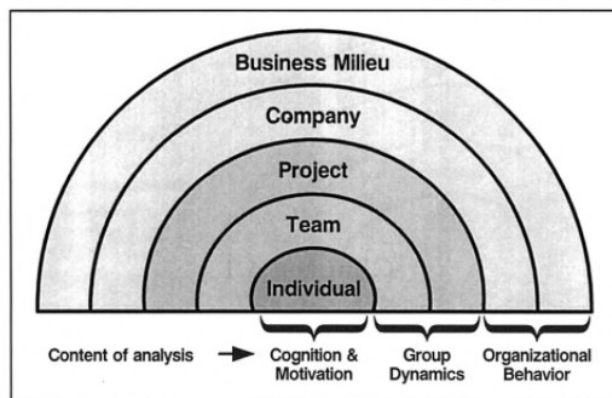 Business Milieu
Company
Project
Team
Individual
Content of analysis
Cognition &
Motivation
Group
Dynamics
Organizational
Behavior